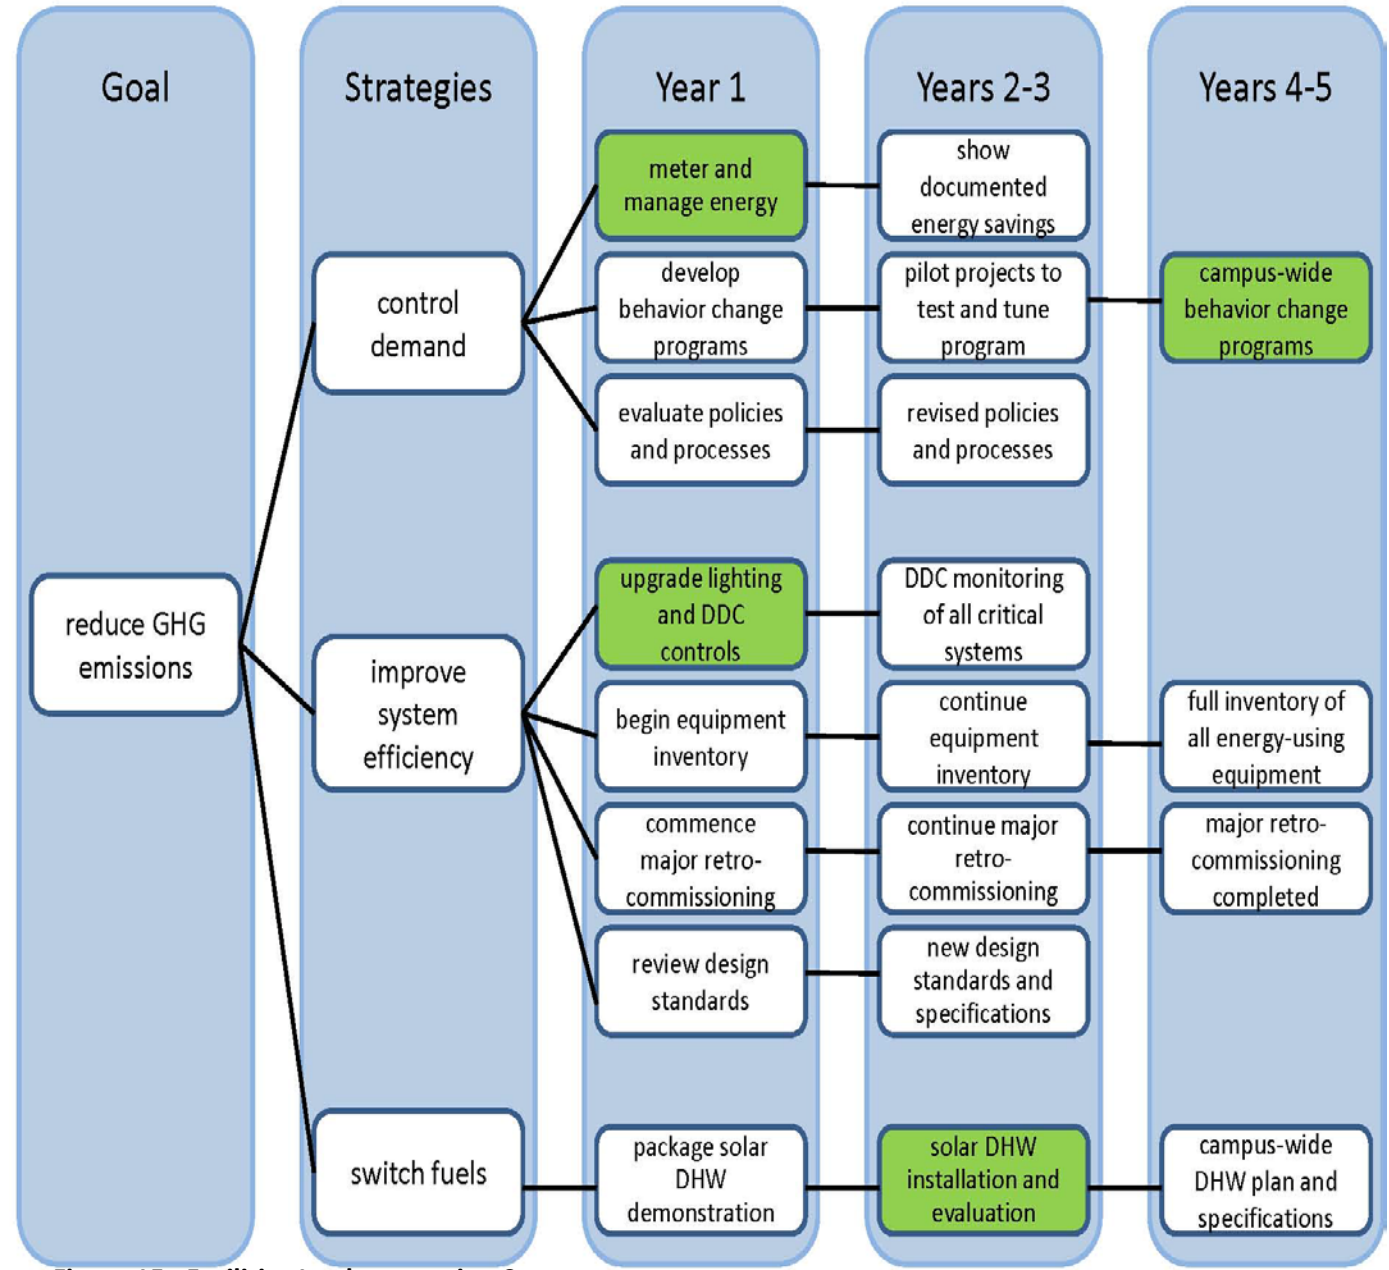 Goal
Strategies
Year 1
Years 2-3
Years 4-5
reduce GHG
emissions
control
demand
meter and
manage energy
show
documented
energy savings
develop
behavior change
programs
pilot projects to
test and tune
program
campus-wide
behavior change
programs
evaluate policies
and processes
revised policies
and processes
improve
system
efficiency
upgrade lighting
and DDC
controls
DDC monitoring
of all critical
systems
begin equipment
inventory
continue
equipment
inventory
full inventory of
all energy-using
equipment
commence
major retro-
commissioning
continue major
retro-
commissioning
major retro-
commissioning
completed
review design
standards
new design
standards and
specifications
switch fuels
package solar
DHW
demonstration
solar DHW
installation and
evaluation
campus-wide
DHW plan and
specifications